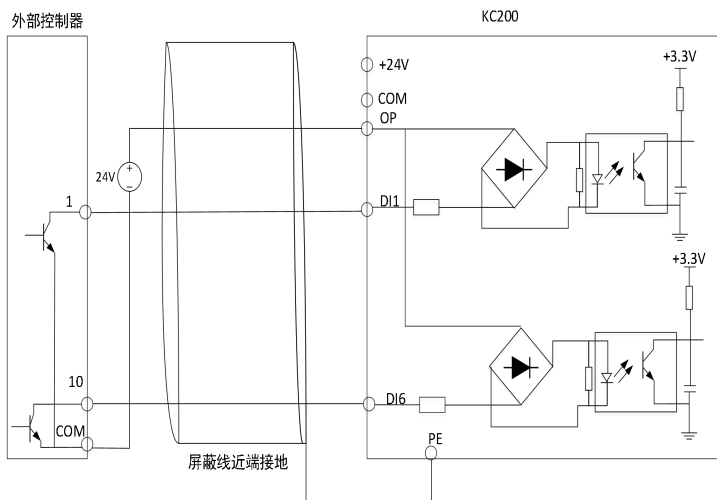 外部控制器
KC200
+24V
+3.3V
COM
OP
24V
+
−
1
DI1
+3.3V
10
DI6
COM
PE
屏蔽线近端接地